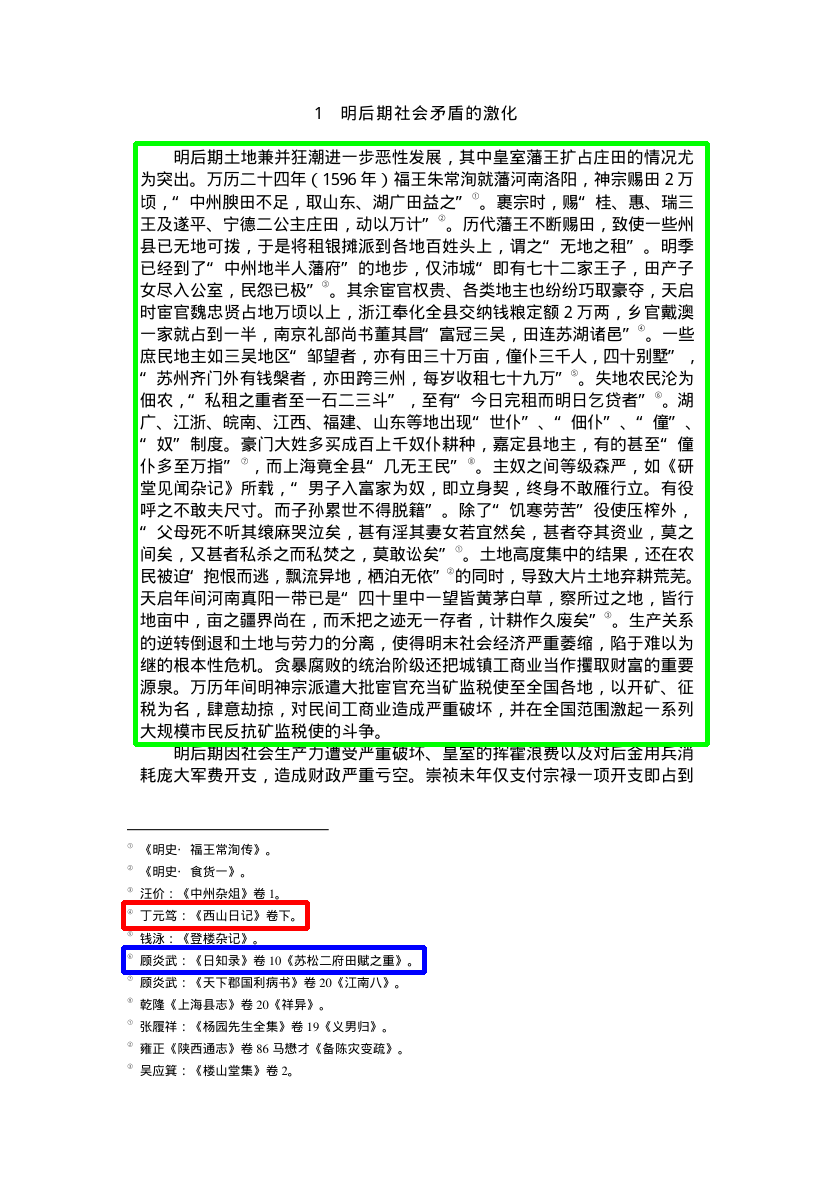 1 明后期社会矛盾的激化
明后期土地兼并狂潮进一步恶性发展，其中皇室藩王扩占庄田的情况尤
为突出。万历二十四年（1596 年）福王朱常洵就藩河南洛阳，神宗赐田 2 万
顷，“中州腴田不足，取山东、湖广田益之”①。裹宗时，赐“桂、惠、瑞三
王及遂平、宁德二公主庄田，动以万计”②。历代藩王不断赐田，致使一些州
县已无地可拨，于是将租银摊派到各地百姓头上，谓之“无地之租”。明季
已经到了“中州地半人藩府”的地步，仅沛城“即有七十二家王子，田产子
女尽入公室，民怨已极”③。其余宦官权贵、各类地主也纷纷巧取豪夺，天启
时宦官魏忠贤占地万顷以上，浙江奉化全县交纳钱粮定额 2 万两，乡官戴澳
一家就占到一半，南京礼部尚书董其昌“富冠三吴，田连苏湖诸邑”④。一些
庶民地主如三吴地区“邹望者，亦有田三十万亩，僮仆三千人，四十别墅”，
“苏州齐门外有钱槃者，亦田跨三州，每岁收租七十九万”⑤。失地农民沦为
佃农，“私租之重者至一石二三斗”，至有“今日完租而明日乞贷者”⑥。湖
广、江浙、皖南、江西、福建、山东等地出现“世仆”、“佃仆”、“僮”、
“奴”制度。豪门大姓多买成百上千奴仆耕种，嘉定县地主，有的甚至“僮
仆多至万指”⑦，而上海竟全县“几无王民”⑧。主奴之间等级森严，如《研
堂见闻杂记》所载，“男子入富家为奴，即立身契，终身不敢雁行立。有役
呼之不敢夫尺寸。而子孙累世不得脱籍”。除了“饥寒劳苦”役使压榨外，
“父母死不听其缞麻哭泣矣，甚有淫其妻女若宜然矣，甚者夺其资业，莫之
间矣，又甚者私杀之而私焚之，莫敢讼矣”①。土地高度集中的结果，还在农
民被迫“抱恨而逃，飘流异地，栖泊无依”②的同时，导致大片土地弃耕荒芜。
天启年间河南真阳一带已是“四十里中一望皆黄茅白草，察所过之地，皆行
地亩中，亩之疆界尚在，而禾把之迹无一存者，计耕作久废矣”③。生产关系
的逆转倒退和土地与劳力的分离，使得明末社会经济严重萎缩，陷于难以为
继的根本性危机。贪暴腐败的统治阶级还把城镇工商业当作攫取财富的重要
源泉。万历年间明神宗派遣大批宦官充当矿监税使至全国各地，以开矿、征
税为名，肆意劫掠，对民间工商业造成严重破坏，并在全国范围激起一系列
大规模市民反抗矿监税使的斗争。
明后期因社会生产力遭受严重破坏、皇室的挥霍浪费以及对后金用兵消
耗庞大军费开支，造成财政严重亏空。崇祯末年仅支付宗禄一项开支即占到
① 《明史·福王常洵传》。
② 《明史·食货一》。
③ 汪价：《中州杂俎》卷 1。
④ 丁元笃：《西山日记》卷下。
⑤ 钱泳：《登楼杂记》。
⑥ 顾炎武：《日知录》卷 10《苏松二府田赋之重》。
⑦ 顾炎武：《天下郡国利病书》卷 20《江南八》。
⑧ 乾隆《上海县志》卷 20《祥异》。
① 张履祥：《杨园先生全集》卷 19《义男归》。
② 雍正《陕西通志》卷 86 马懋才《备陈灾变疏》。
③ 吴应箕：《楼山堂集》卷 2。